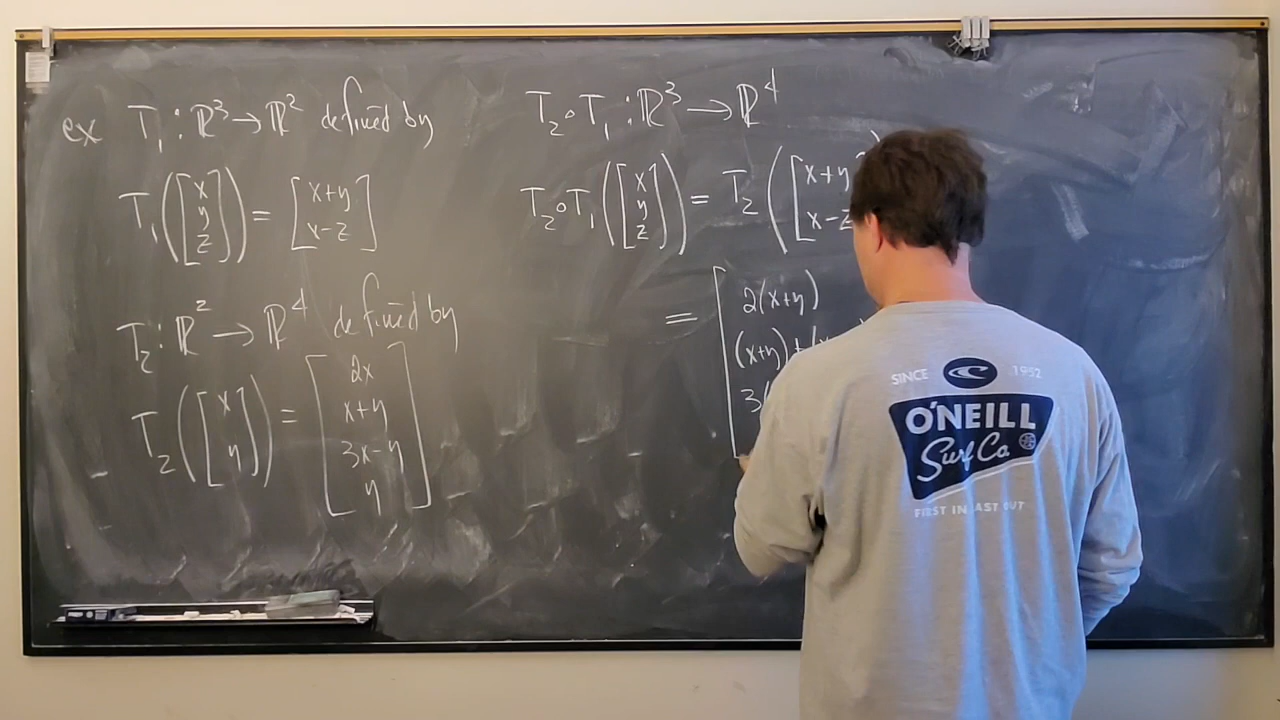 ex T₁ : ℝ³ → ℝ² defined by
T₁([x y z]) = [x+y x-z]
T₂ : ℝ² → ℝ⁴ defined by
T₂([x y]) = [2x x+y 3x-y y]
T₂∘T₁ : ℝ³ → ℝ⁴
T₂∘T₁([x y z]) = T₂([x+y x-z
= [2(x+y)
(x+y)+(x
3(
SINCE 1952
O'NEILL
Surf Co
FIRST IN LAST OUT